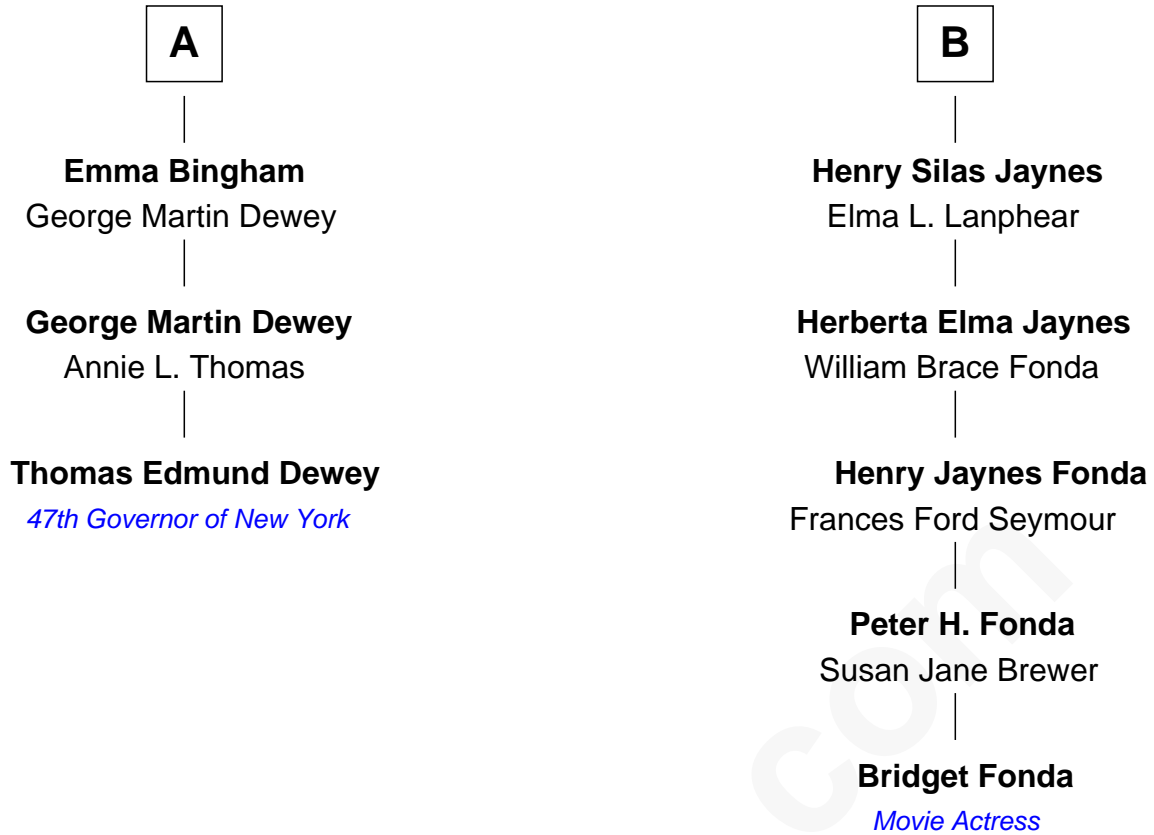 A
Emma Bingham
George Martin Dewey
George Martin Dewey
Annie L. Thomas
Thomas Edmund Dewey
47th Governor of New York
B
Henry Silas Jaynes
Elma L. Lanphear
Herberta Elma Jaynes
William Brace Fonda
Henry Jaynes Fonda
Frances Ford Seymour
Peter H. Fonda
Susan Jane Brewer
Bridget Fonda
Movie Actress
com